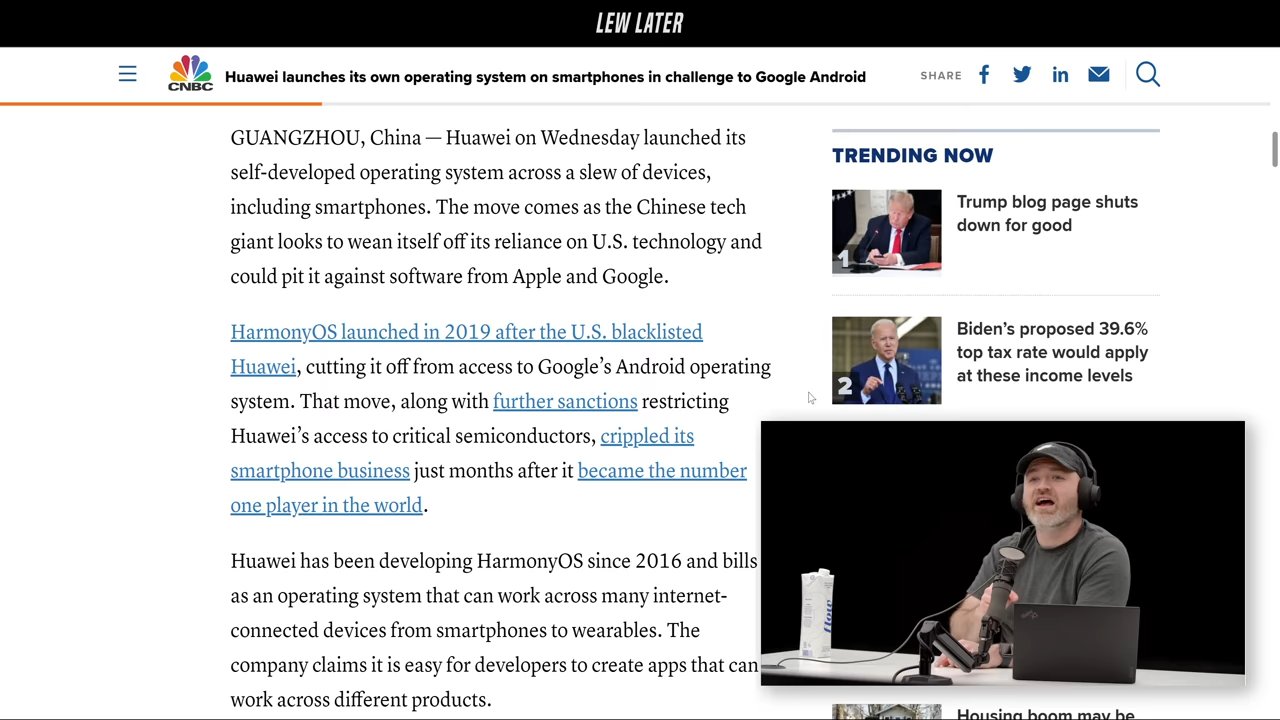 LEW LATER
CNBC
Huawei launches its own operating system on smartphones in challenge to Google Android
SHARE
GUANGZHOU, China — Huawei on Wednesday launched its
self-developed operating system across a slew of devices,
including smartphones. The move comes as the Chinese tech
giant looks to wean itself off its reliance on U.S. technology and
could pit it against software from Apple and Google.
HarmonyOS launched in 2019 after the U.S. blacklisted
Huawei, cutting it off from access to Google’s Android operating
system. That move, along with further sanctions restricting
Huawei’s access to critical semiconductors, crippled its
smartphone business just months after it became the number
one player in the world.
Huawei has been developing HarmonyOS since 2016 and bills
as an operating system that can work across many internet-
connected devices from smartphones to wearables. The
company claims it is easy for developers to create apps that can
work across different products.
TRENDING NOW
1
Trump blog page shuts
down for good
2
Biden’s proposed 39.6%
top tax rate would apply
at these income levels
flow
Housing boom may be